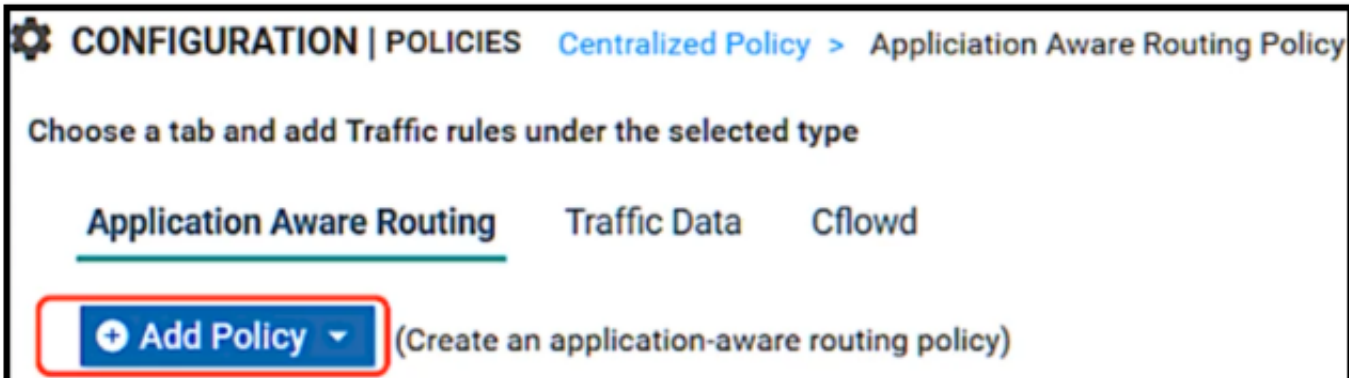 CONFIGURATION | POLICIES Centralized Policy > Appliciation Aware Routing Policy
Choose a tab and add Traffic rules under the selected type
Application Aware Routing Traffic Data Cflowd
Add Policy (Create an application-aware routing policy)